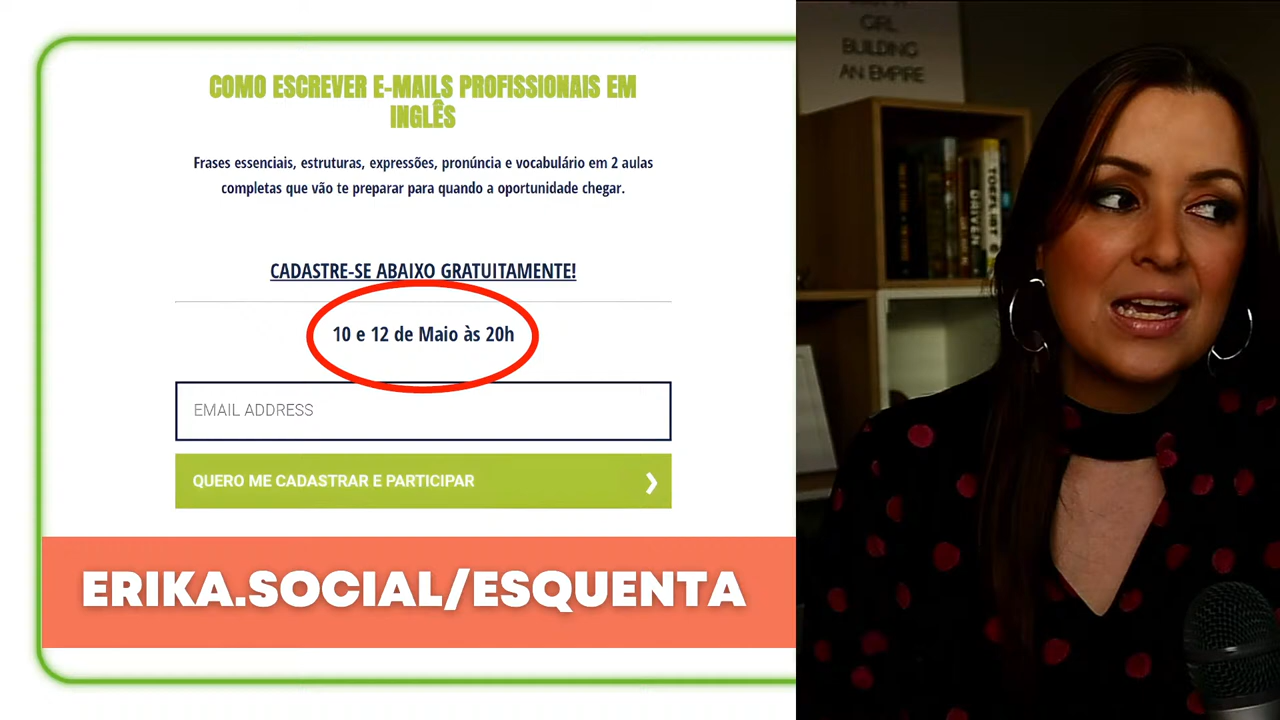 COMO ESCREVER E-MAILS PROFISSIONAIS EM
INGLÊS
Frases essenciais, estruturas, expressões, pronúncia e vocabulário em 2 aulas
completas que vão te preparar para quando a oportunidade chegar.
CADASTRE-SE ABAIXO GRATUITAMENTE!
10 e 12 de Maio às 20h
EMAIL ADDRESS
QUERO ME CADASTRAR E PARTICIPAR
ERIKA.SOCIAL/ESQUENTA
GIRL
BUILDING
AN EMPIRE
DRIVEN
TOEFL iBT